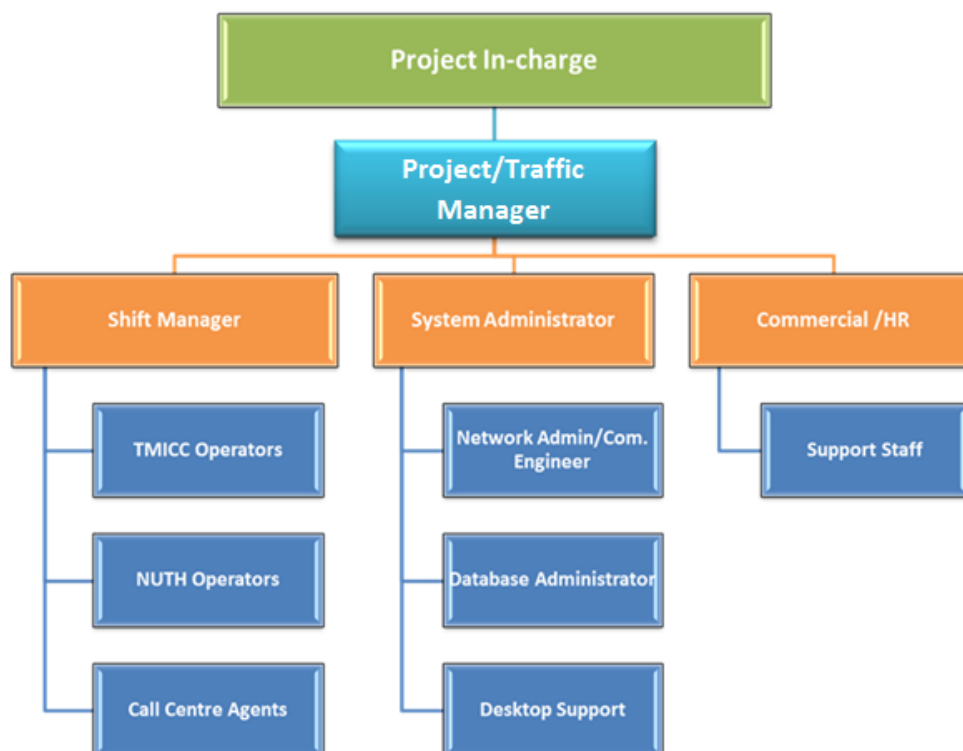 Project In-charge
Project/Traffic
Manager
Shift Manager
System Administrator
Commercial /HR
TMICC Operators
Network Admin/Com.
Engineer
Support Staff
NUTH Operators
Database Administrator
Call Centre Agents
Desktop Support